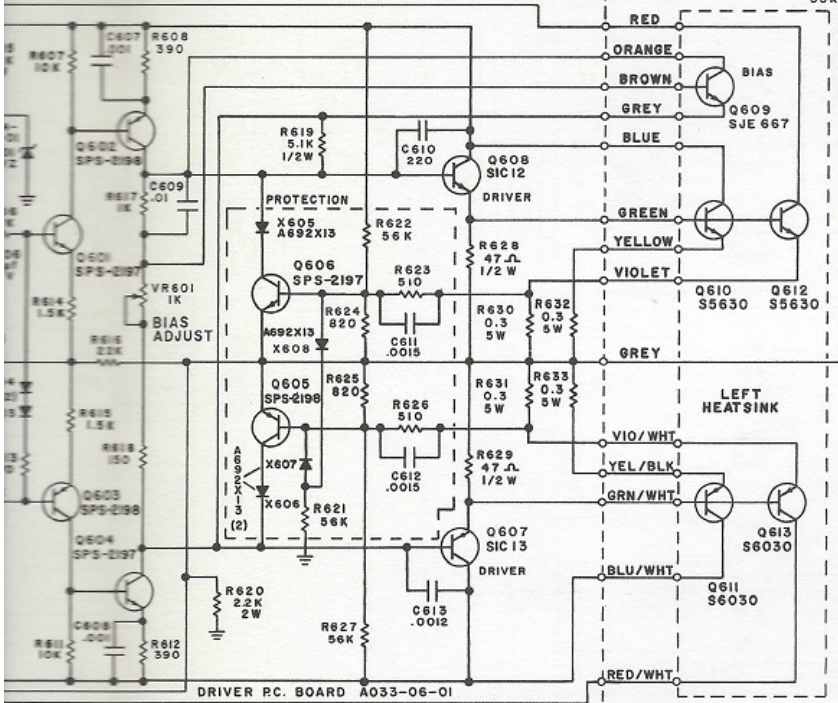 RED
C607
.001
R608
390
ORANGE
R607
10K
BIAS
BROWN
GREY
Q609
SJE 667
R619
5.1K
1/2W
C610
220
BLUE
Q602
SPS-2198
Q608
SJC12
DRIVER
C609
.01
R617
1K
PROTECTION
X605
A692X13
R622
56K
GREEN
Q601
SPS-2197
R628
47Ω
1/2 W
YELLOW
Q606
SPS-2197
R623
510
VIOLET
VR601
1K
Q610
S5630
Q612
S5630
R614
1.5K
BIAS
ADJUST
R624
820
R630
0.3
5W
R632
0.3
5W
A692X13
X608
C611
.0015
R616
22K
GREY
Q605
SPS-2198
R625
820
R631
0.3
5W
R633
0.3
5W
LEFT
HEATSINK
R615
1.5K
R626
510
VIO/WHT
R618
150
A692X13
(2)
X607
C612
.0015
R629
47Ω
1/2 W
YEL/BLK
X606
GRN/WHT
Q603
SPS-2198
R621
56K
Q607
SJC13
DRIVER
Q613
S6030
Q604
SPS-2197
BLU/WHT
Q611
S6030
R620
2.2K
2W
C613
.0012
C608
.001
R611
10K
R612
390
R627
56K
RED/WHT
DRIVER P.C. BOARD A033-06-01